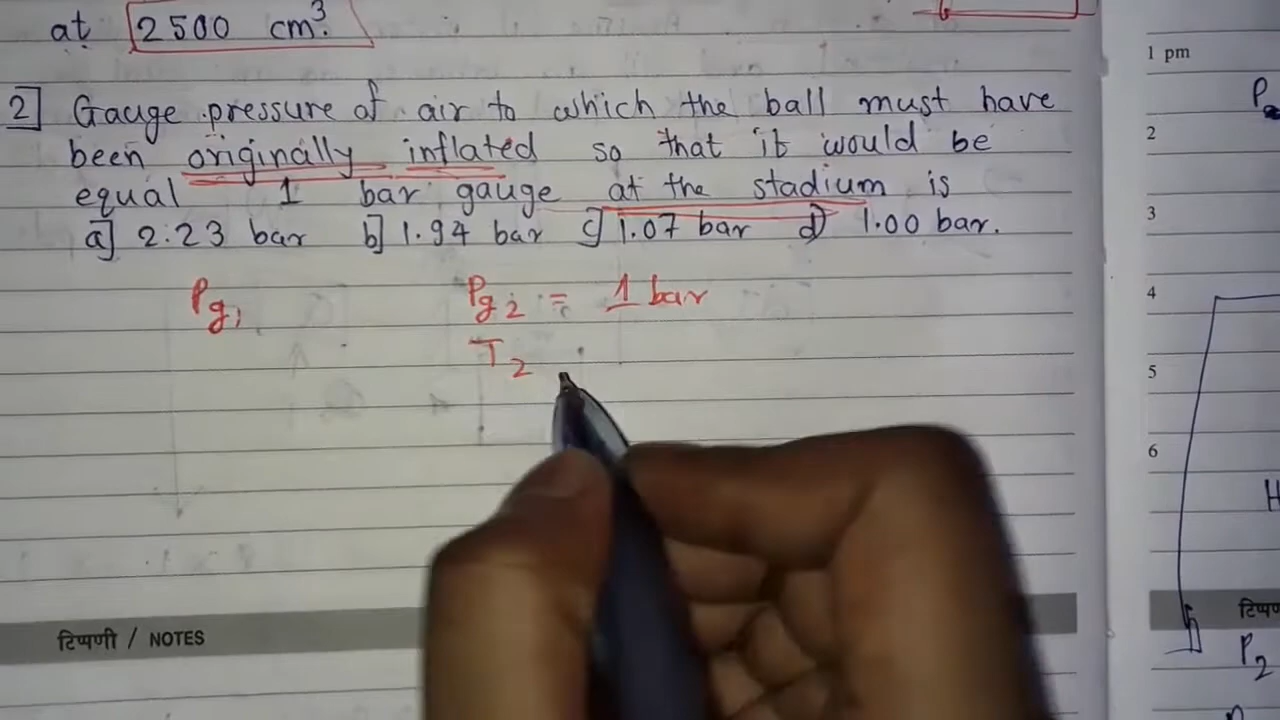 at 2500 cm³.
2] Gauge pressure of air to which the ball must have
been originally inflated so that it would be
equal 1 bar gauge at the stadium is
a] 2.23 bar b] 1.94 bar c] 1.07 bar d] 1.00 bar.
Pg1 Pg2 = 1 bar
T2
टिप्पणी / NOTES
1 pm
2
3
4
5
6
H
P2